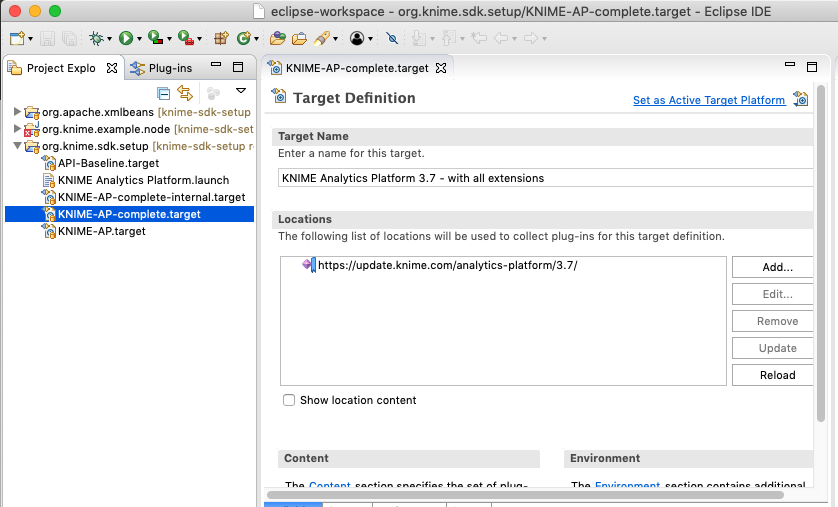 eclipse-workspace - org.knime.sdk.setup/KNIME-AP-complete.target - Eclipse IDE
Project Explo
Plug-ins
org.apache.xmlbeans [knime-sdk-setup
org.knime.example.node [knime-sdk-set
org.knime.sdk.setup [knime-sdk-setup r
API-Baseline.target
KNIME Analytics Platform.launch
KNIME-AP-complete-internal.target
KNIME-AP-complete.target
KNIME-AP.target
KNIME-AP-complete.target
Target Definition
Set as Active Target Platform
Target Name
Enter a name for this target.
KNIME Analytics Platform 3.7 - with all extensions
Locations
The following list of locations will be used to collect plug-ins for this target definition.
https://update.knime.com/analytics-platform/3.7/
Add...
Edit...
Remove
Update
Reload
Show location content
Content
The Content section specifies the set of plug-
Environment
The Environment section contains additional